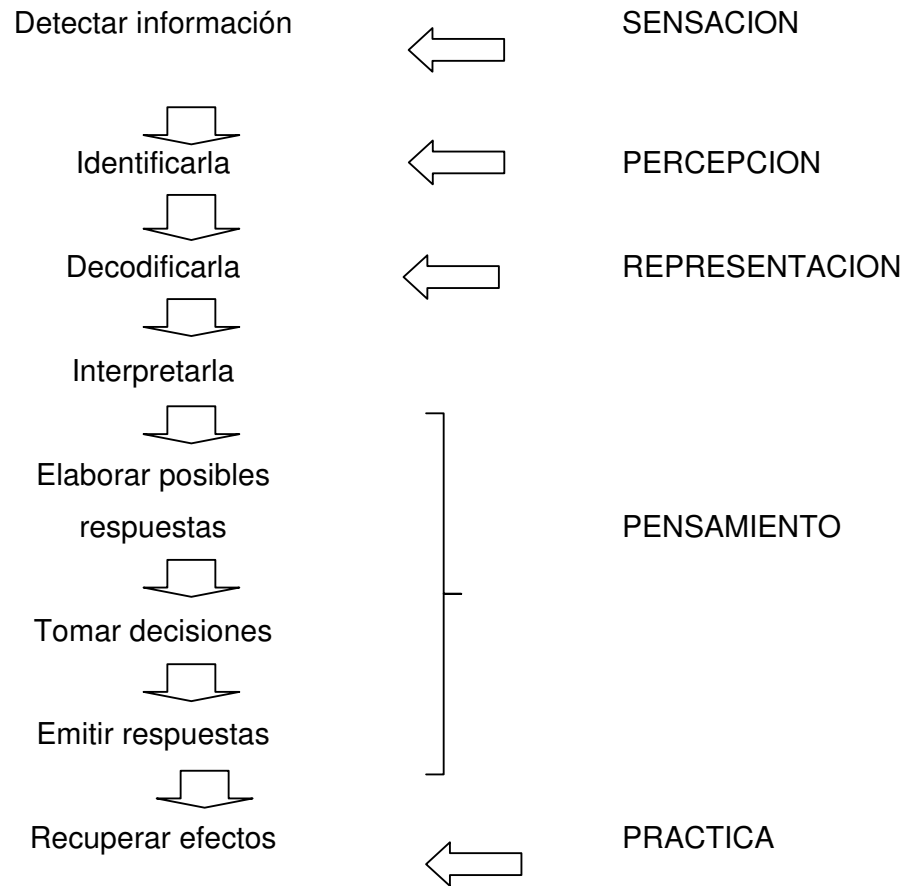 Detectar información
SENSACION
Identificarla
PERCEPCION
Decodificarla
REPRESENTACION
Interpretarla
Elaborar posibles
respuestas
PENSAMIENTO
Tomar decisiones
Emitir respuestas
Recuperar efectos
PRACTICA